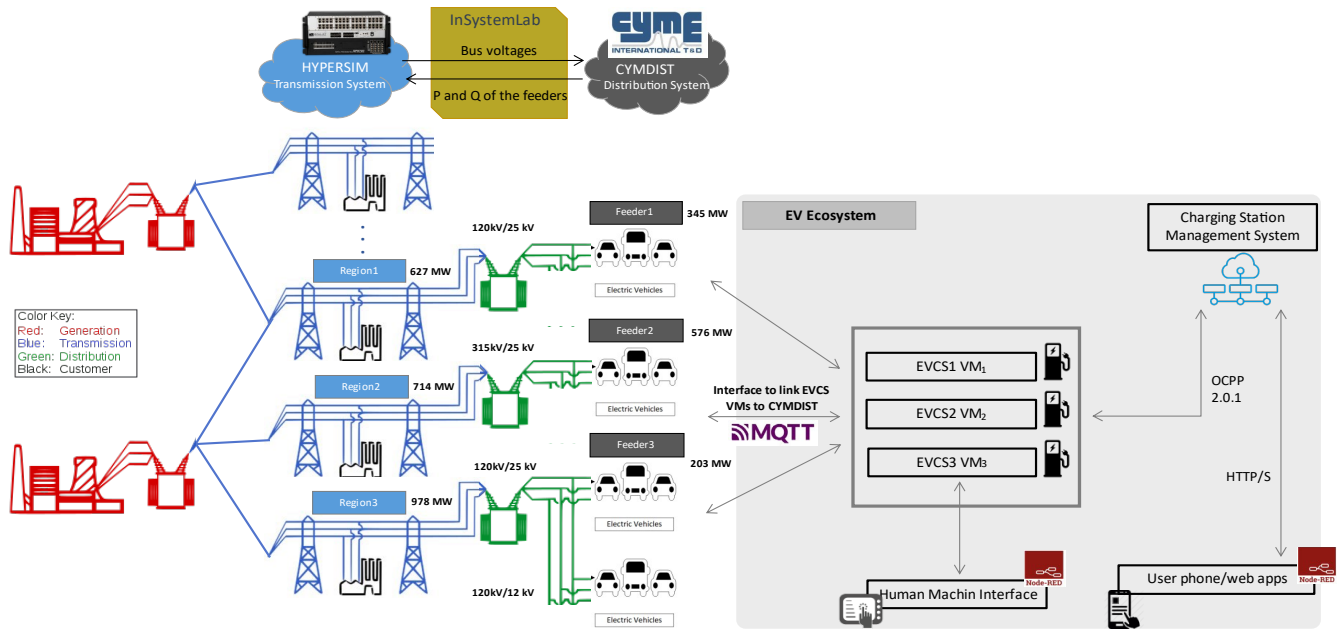 InSystemLab
Bus voltages
P and Q of the feeders
HYPERSIM
Transmission System
CYME
INTERNATIONAL T&D
CYMDIST
Distribution System
Feeder1
345 MW
EV Ecosystem
Charging Station
Management System
120kV/25 kV
Region1
627 MW
Electric Vehicles
Color Key:
Red: Generation
Blue: Transmission
Green: Distribution
Black: Customer
Feeder2
576 MW
315kV/25 kV
Region2
714 MW
Electric Vehicles
Interface to link EVCS
VMs to CYMDIST
MQTT
EVCS1 VM₁
EVCS2 VM₂
EVCS3 VM₃
OCPP
2.0.1
HTTP/S
Feeder3
203 MW
120kV/25 kV
Region3
978 MW
Electric Vehicles
120kV/12 kV
Electric Vehicles
Node-RED
Human Machin Interface
Node-RED
User phone/web apps